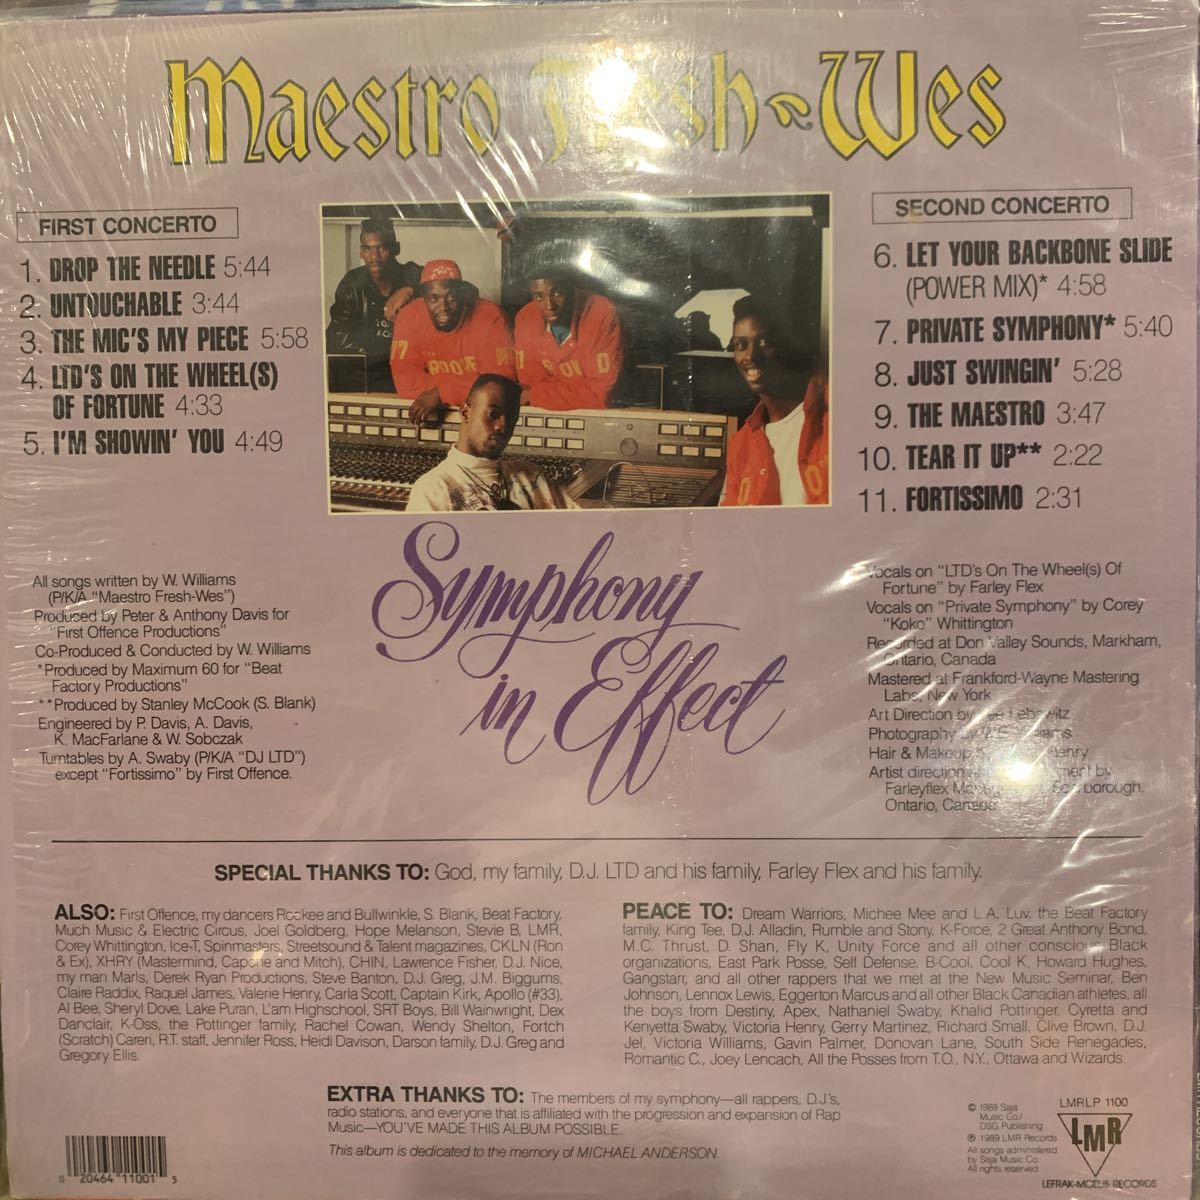 Maestro Fresh-Wes
FIRST CONCERTO
1. DROP THE NEEDLE 5:44
2. UNTOUCHABLE 3:44
3. THE MIC'S MY PIECE 5:58
4. LTD'S ON THE WHEEL(S)
OF FORTUNE 4:33
5. I'M SHOWIN' YOU 4:49
SECOND CONCERTO
6. LET YOUR BACKBONE SLIDE
(POWER MIX)* 4:58
7. PRIVATE SYMPHONY* 5:40
8. JUST SWINGIN' 5:28
9. THE MAESTRO 3:47
10. TEAR IT UP** 2:22
11. FORTISSIMO 2:31
Symphony
in Effect
All songs written by W. Williams
(P/K/A "Maestro Fresh-Wes")
Produced by Peter & Anthony Davis for
"First Offence Productions"
Co-Produced & Conducted by W. Williams
*Produced by Maximum 60 for "Beat
Factory Productions"
**Produced by Stanley McCook (S. Blank)
Engineered by P. Davis, A. Davis,
K. MacFarlane & W. Sobczak
Turntables by A. Swaby (P/K/A "DJ LTD")
except "Fortissimo" by First Offence.
Vocals on "LTD's On The Wheel(s) Of
Fortune" by Farley Flex
Vocals on "Private Symphony" by Corey
"Koko" Whittington
Recorded at Don Valley Sounds, Markham,
Ontario, Canada
Mastered at Frankford-Wayne Mastering
Labs, New York
Art Direction by Lebowitz
Photography by
Hair & Makeup Henry
Artist direction by
Farleyflex Scarborough,
Ontario, Canada
SPECIAL THANKS TO: God, my family, D.J. LTD and his family, Farley Flex and his family.
ALSO: First Offence, my dancers Rockee and Bullwinkle, S. Blank, Beat Factory,
Much Music & Electric Circus, Joel Goldberg, Hope Melanson, Stevie B, LMR,
Corey Whittington, Ice-T, Spinmasters, Streetsound & Talent magazines, CKLN (Ron
& Ex), XHRY (Mastermind, Capone and Mitch), CHIN, Lawrence Fisher, D.J. Nice,
my man Marls, Derek Ryan Productions, Steve Banton, D.J. Greg, J.M. Biggums,
Claire Raddix, Raquel James, Valerie Henry, Carla Scott, Captain Kirk, Apollo (#33),
Al Bee, Sheryl Dove, Lake Puran, L'am Highschool, SRT Boys, Bill Wainwright, Dex
Danclair, K-Oss, the Pottinger family, Rachel Cowan, Wendy Shelton, Fortch
(Scratch) Careri, R.T. staff, Jennifer Ross, Heidi Davison, Darson family, D.J. Greg and
Gregory Ellis.
PEACE TO: Dream Warriors, Michee Mee and L.A. Luv, the Beat Factory
family, King Tee, D.J. Alladin, Rumble and Stony, K-Force, 2 Great Anthony Bond,
M.C. Thrust, D. Shan, Fly K, Unity Force and all other conscious Black
organizations, East Park Posse, Self Defense, B-Cool, Cool K, Howard Hughes,
Gangstarr, and all other rappers that we met at the New Music Seminar, Ben
Johnson, Lennox Lewis, Eggerton Marcus and all other Black Canadian athletes, all
the boys from Destiny, Apex, Nathaniel Swaby, Khalid Pottinger, Cyretta and
Kenyetta Swaby, Victoria Henry, Gerry Martinez, Richard Small, Clive Brown, D.J.
Jel, Victoria Williams, Gavin Palmer, Donovan Lane, South Side Renegades,
Romantic C., Joey Lencach, All the Posses from T.O., N.Y., Ottawa and Wizards.
EXTRA THANKS TO: The members of my symphony—all rappers, D.J.'s,
radio stations, and everyone that is affiliated with the progression and expansion of Rap
Music—YOU'VE MADE THIS ALBUM POSSIBLE.
This album is dedicated to the memory of MICHAEL ANDERSON.
0 20464 11001 5
© 1989 Saja
Music Co./
DSG Publishing
℗ 1989 LMR Records
All songs administered
by Saja Music Co.
All rights reserved
LMRLP 1100
LMR
LEFRAK-MOELIS RECORDS